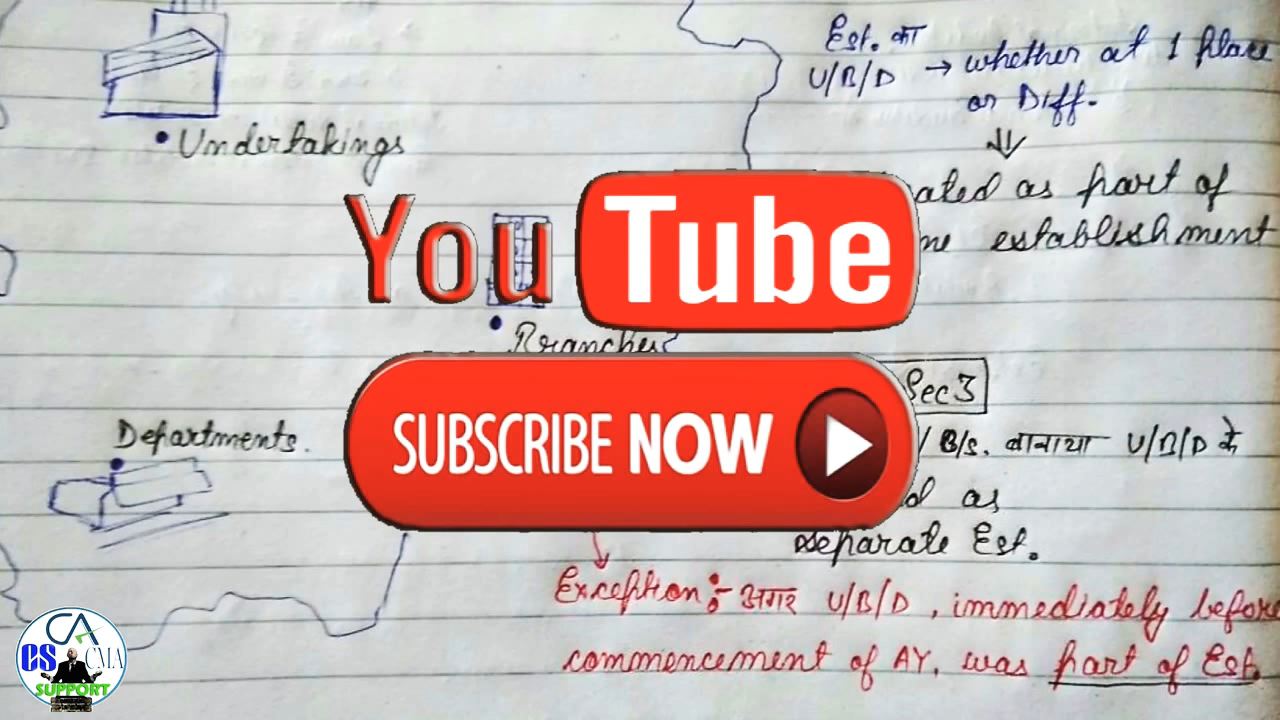 Est. का
U/B/D → whether at 1 place
or Diff.
Undertakings
ated as part of
ne establishment
YouTube
Branches
Sec 3
SUBSCRIBE NOW
Departments.
/ B/S. बानाया U/B/D के
d as
separate Est.
Exception :- अगर U/B/D, immediately before
commencement of AY. was part of Est.
CA
CS
CMA
SUPPORT